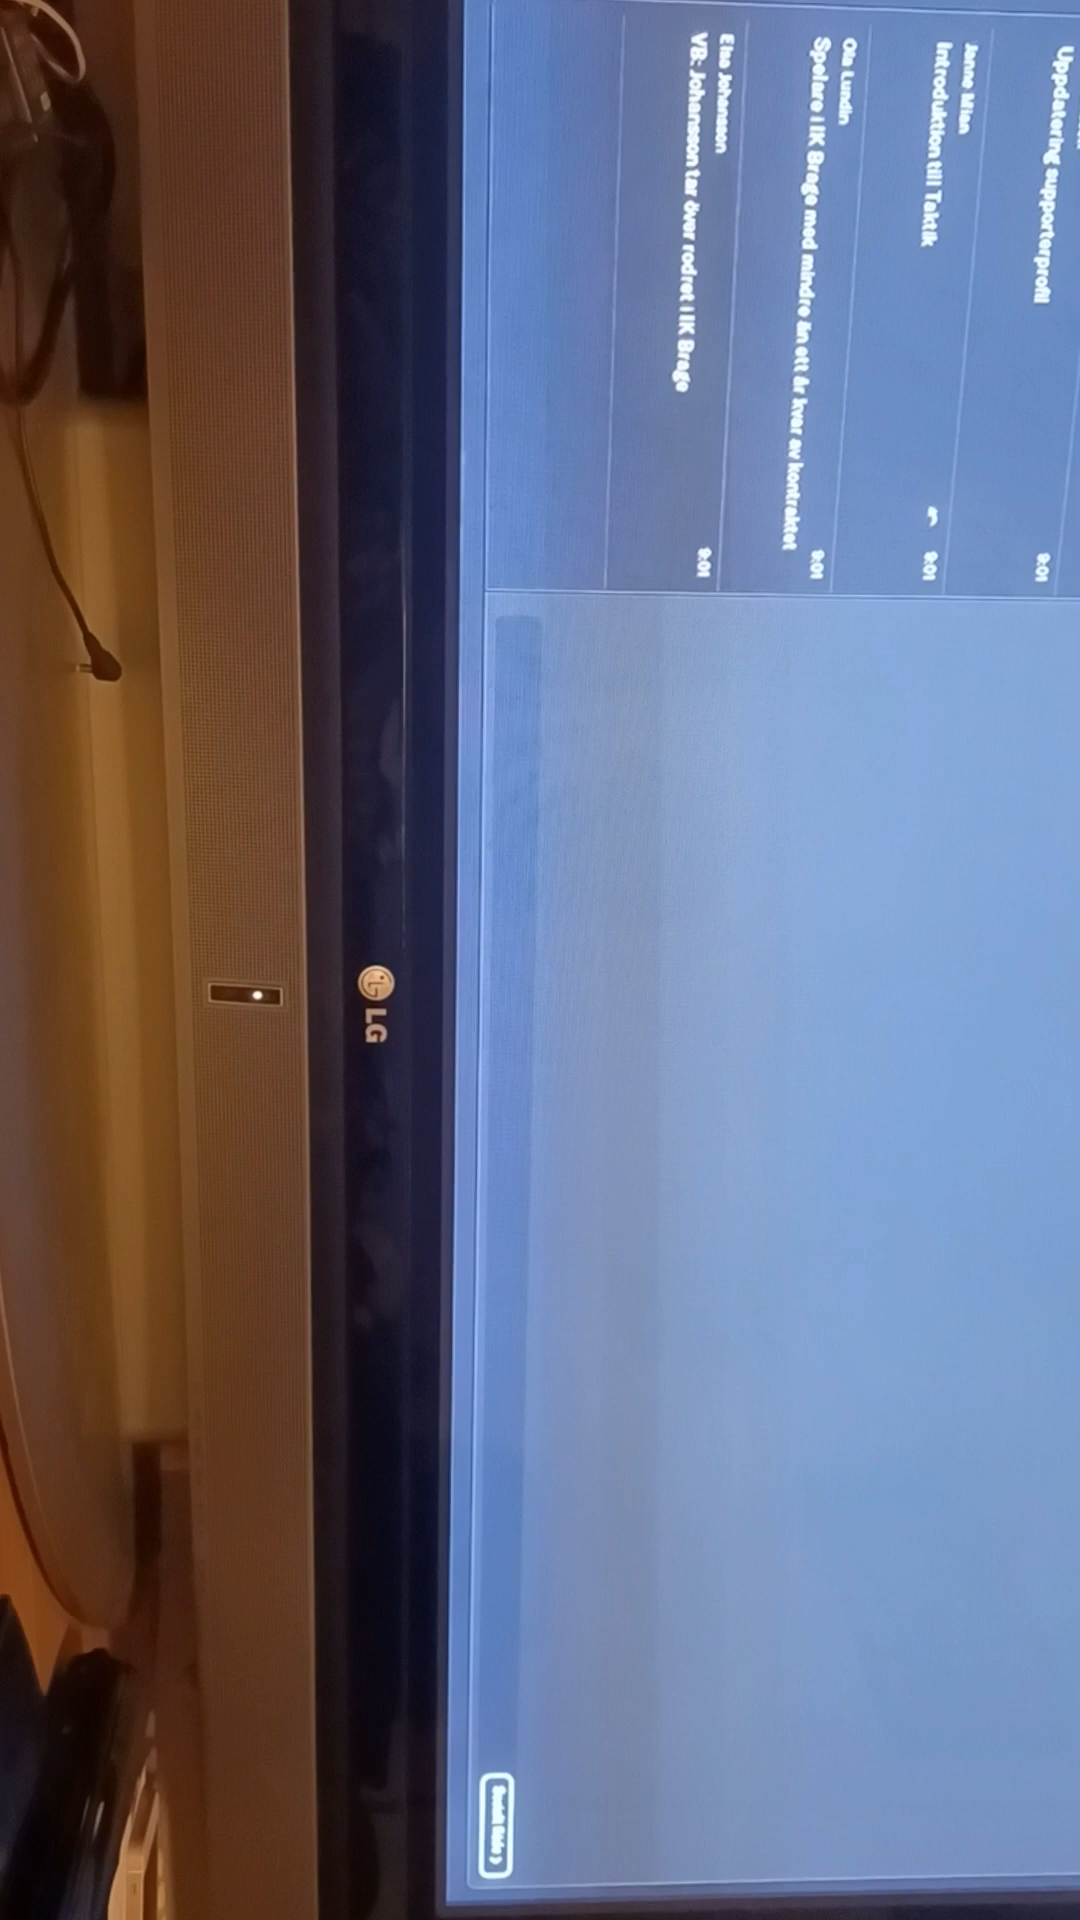 Uppdatering supporterprofil
9:01
Janne Mian
Introduktion till Taktik
9:01
Ola Lundin
Spelare i IK Brage med mindre än ett år kvar av kontraktet
9:01
Elsa Johansson
VB: Johansson tar över rodret i IK Brage
9:01
LG